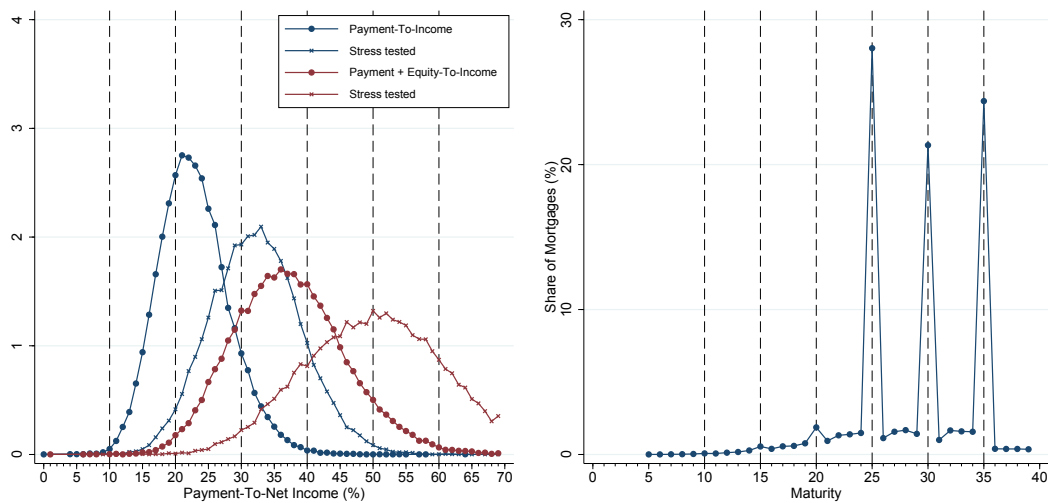 Payment-To-Income
Stress tested
Payment + Equity-To-Income
Stress tested
4
3
2
1
0
0 5 10 15 20 25 30 35 40 45 50 55 60 65 70
Payment-To-Net Income (%)
Share of Mortgages (%)
30
20
10
0
0 5 10 15 20 25 30 35 40
Maturity